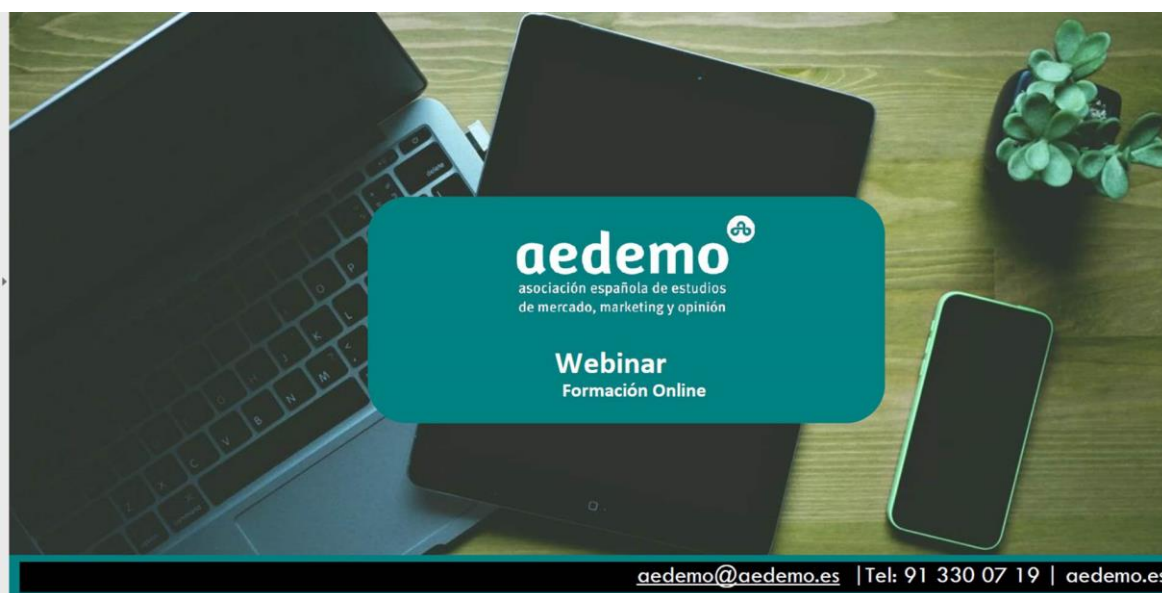 aedemo
asociación española de estudios
de mercado, marketing y opinión
Webinar
Formación Online
aedemo@aedemo.es |Tel: 91 330 07 19 | aedemo.es